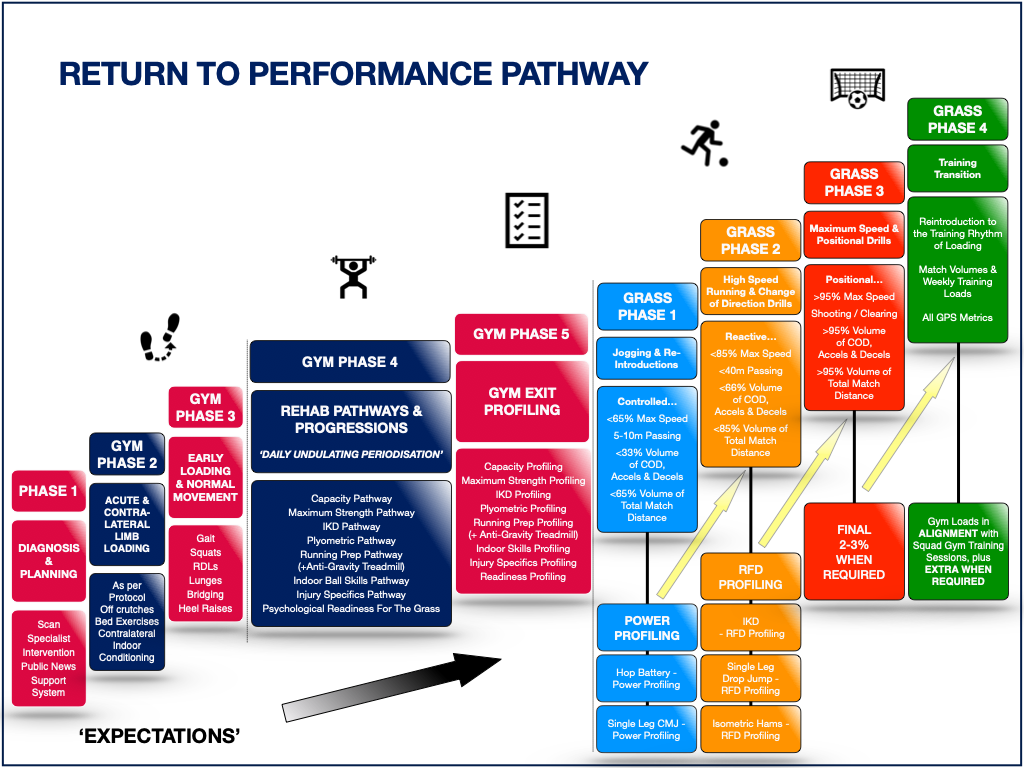 RETURN TO PERFORMANCE PATHWAY
PHASE 1
DIAGNOSIS
&
PLANNING
Scan
Specialist
Intervention
Public News
Support
System
GYM
PHASE 2
ACUTE &
CONTRA-
LATERAL
LIMB
LOADING
As per
Protocol
Off crutches
Bed Exercises
Contralateral
Indoor
Conditioning
GYM
PHASE 3
EARLY
LOADING
& NORMAL
MOVEMENT
Gait
Squats
RDLs
Lunges
Bridging
Heel Raises
GYM PHASE 4
REHAB PATHWAYS &
PROGRESSIONS
‘DAILY UNDULATING PERIODISATION’
Capacity Pathway
Maximum Strength Pathway
IKD Pathway
Plyometric Pathway
Running Prep Pathway
(+Anti-Gravity Treadmill)
Indoor Ball Skills Pathway
Injury Specifics Pathway
Psychological Readiness For The Grass
GYM PHASE 5
GYM EXIT
PROFILING
Capacity Profiling
Maximum Strength Profiling
IKD Profiling
Plyometric Profiling
Running Prep Profiling
(+ Anti-Gravity Treadmill)
Indoor Skills Profiling
Injury Specifics Profiling
Readiness Profiling
GRASS
PHASE 1
Jogging & Re-
Introductions
Controlled...
<65% Max Speed
5-10m Passing
<33% Volume
of COD,
Accels & Decels
<65% Volume of
Total Match
Distance
POWER
PROFILING
Hop Battery -
Power Profiling
Single Leg CMJ -
Power Profiling
GRASS
PHASE 2
High Speed
Running & Change
of Direction Drills
Reactive...
<85% Max Speed
<40m Passing
<66% Volume
of COD,
Accels & Decels
<85% Volume of
Total Match
Distance
RFD
PROFILING
IKD
- RFD Profiling
Single Leg
Drop Jump -
RFD Profiling
Isometric Hams -
RFD Profiling
GRASS
PHASE 3
Maximum Speed &
Positional Drills
Positional...
>95% Max Speed
Shooting / Clearing
>95% Volume
of COD,
Accels & Decels
>95% Volume of
Total Match
Distance
FINAL
2-3%
WHEN
REQUIRED
GRASS
PHASE 4
Training
Transition
Reintroduction to
the Training Rhythm
of Loading
Match Volumes &
Weekly Training
Loads
All GPS Metrics
Gym Loads in
ALIGNMENT with
Squad Gym Training
Sessions, plus
EXTRA WHEN
REQUIRED
‘EXPECTATIONS’